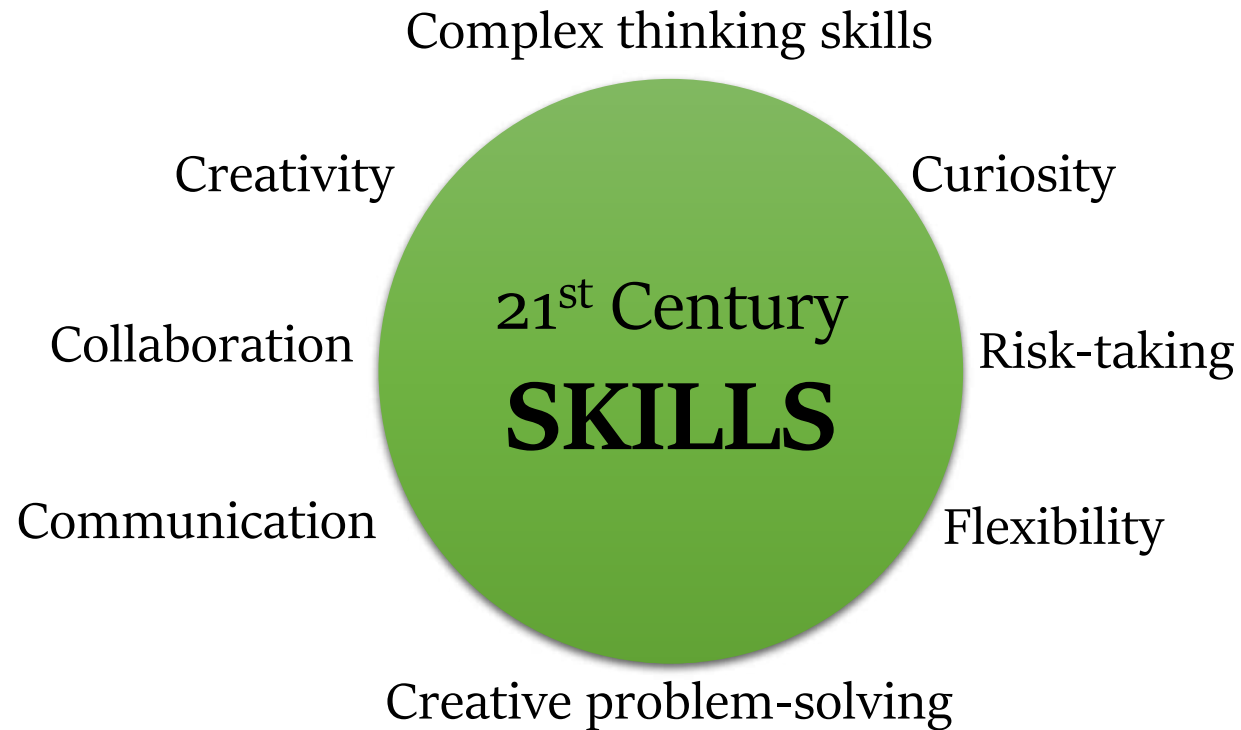 Complex thinking skills
Creativity
Curiosity
21st Century
SKILLS
Collaboration
Risk-taking
Communication
Flexibility
Creative problem-solving